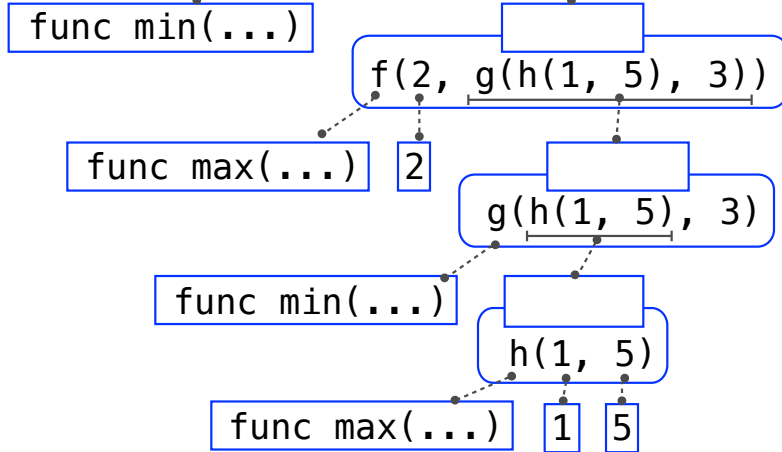 func min(...)
f(2, g(h(1, 5), 3))
func max(...) 2
g(h(1, 5), 3)
func min(...)
h(1, 5)
func max(...) 1 5